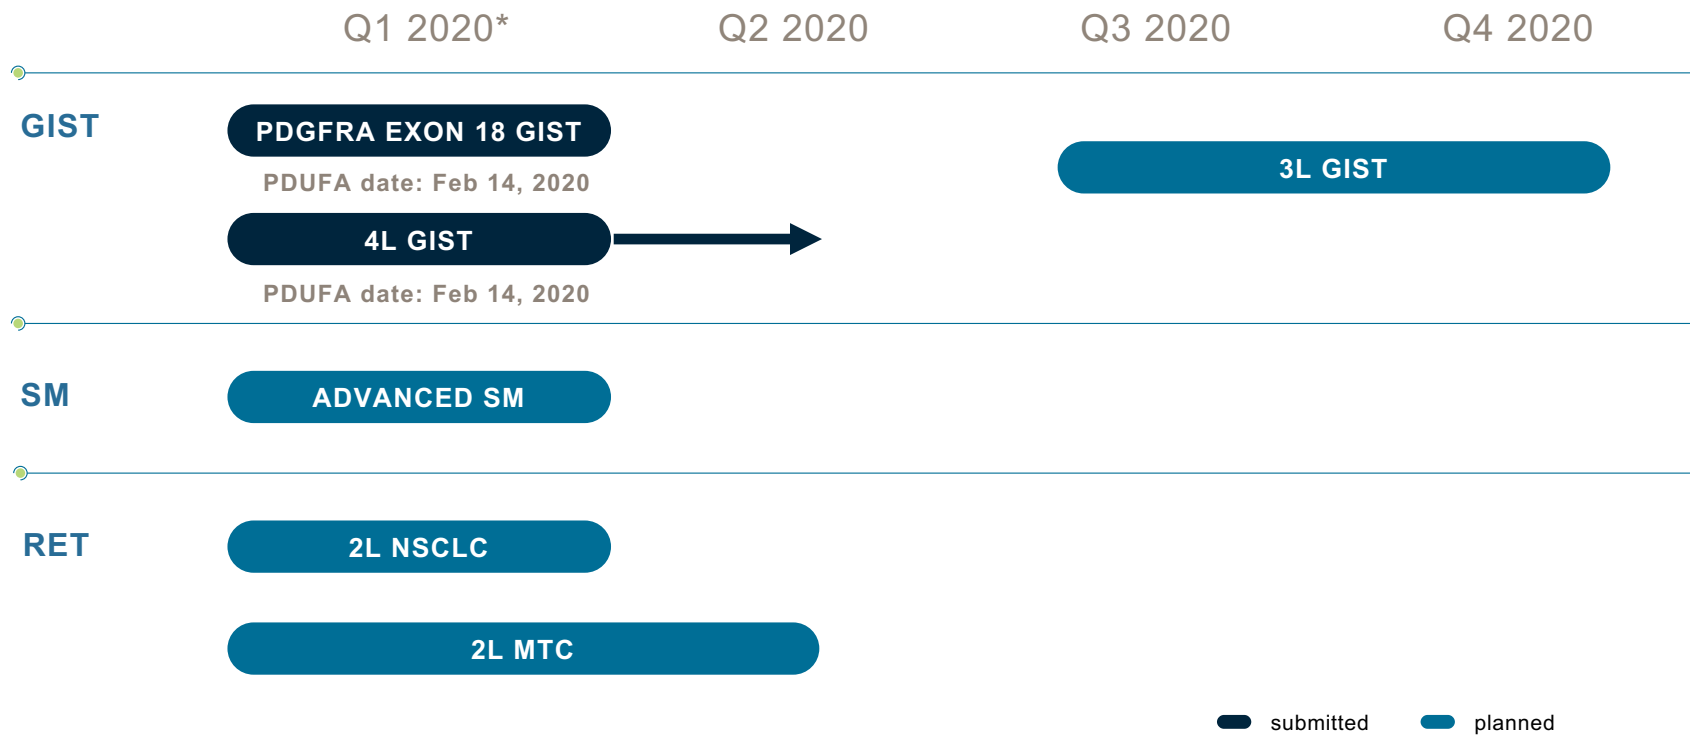 Q1 2020* Q2 2020 Q3 2020 Q4 2020
GIST
PDGFRA EXON 18 GIST
PDUFA date: Feb 14, 2020
3L GIST
4L GIST
PDUFA date: Feb 14, 2020
SM
ADVANCED SM
RET
2L NSCLC
2L MTC
submitted planned